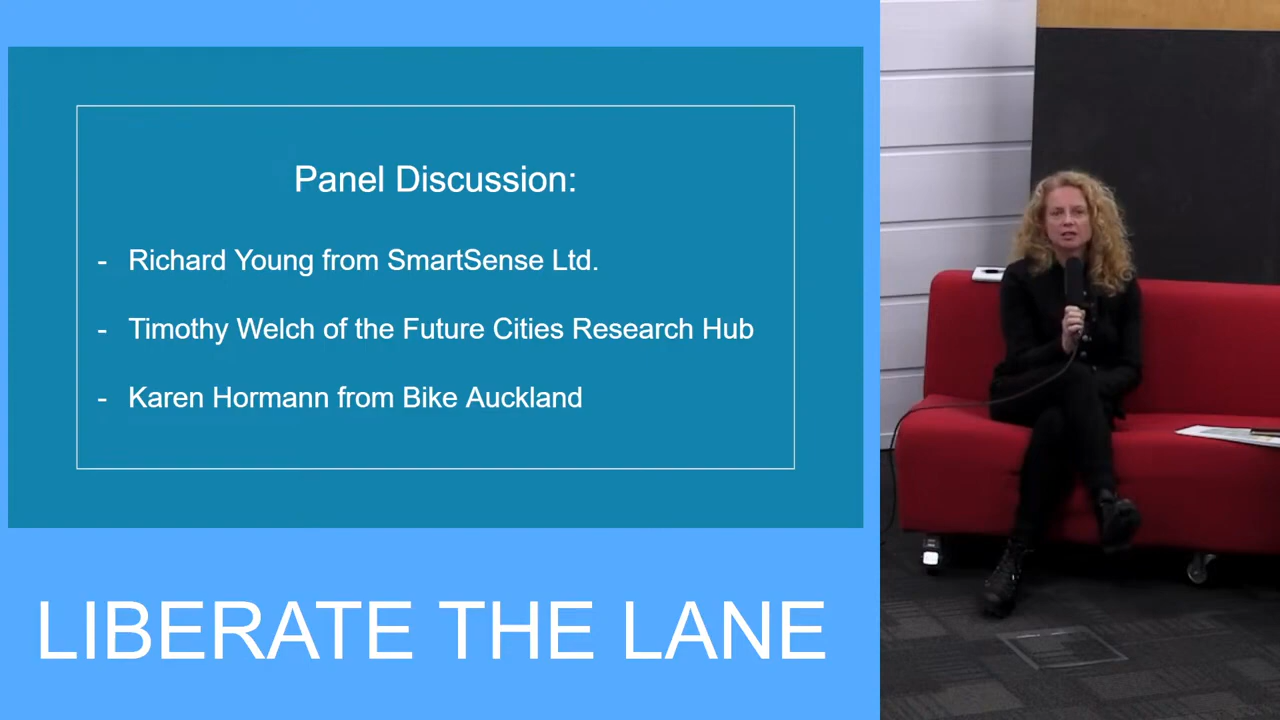 Panel Discussion:
- Richard Young from SmartSense Ltd.
- Timothy Welch of the Future Cities Research Hub
- Karen Hormann from Bike Auckland
LIBERATE THE LANE